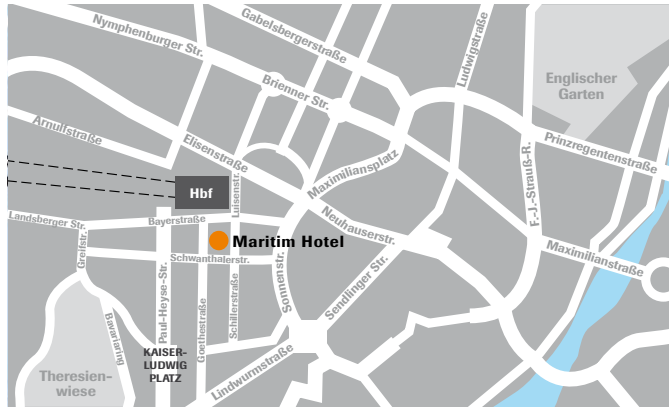 Nymphenburger Str.
Gabelsbergerstraße
Ludwigstraße
Englischer
Garten
Brienner Str.
Arnulfstraße
Elisenstraße
Maximiliansplatz
Prinzregentenstraße
F.-J.-Strauß-R.
Hbf
Luisenstr.
Landsberger Str.
Bayerstraße
Neuhauserstr.
Maritim Hotel
Maximilianstraße
Greifstr.
Schwanthalerstr.
Sonnenstr.
Sendlinger Str.
Paul-Heyse-Str.
Goethestraße
Schillerstraße
Bavariaring
KAISER-
LUDWIG
PLATZ
Lindwurmstraße
Theresien-
wiese